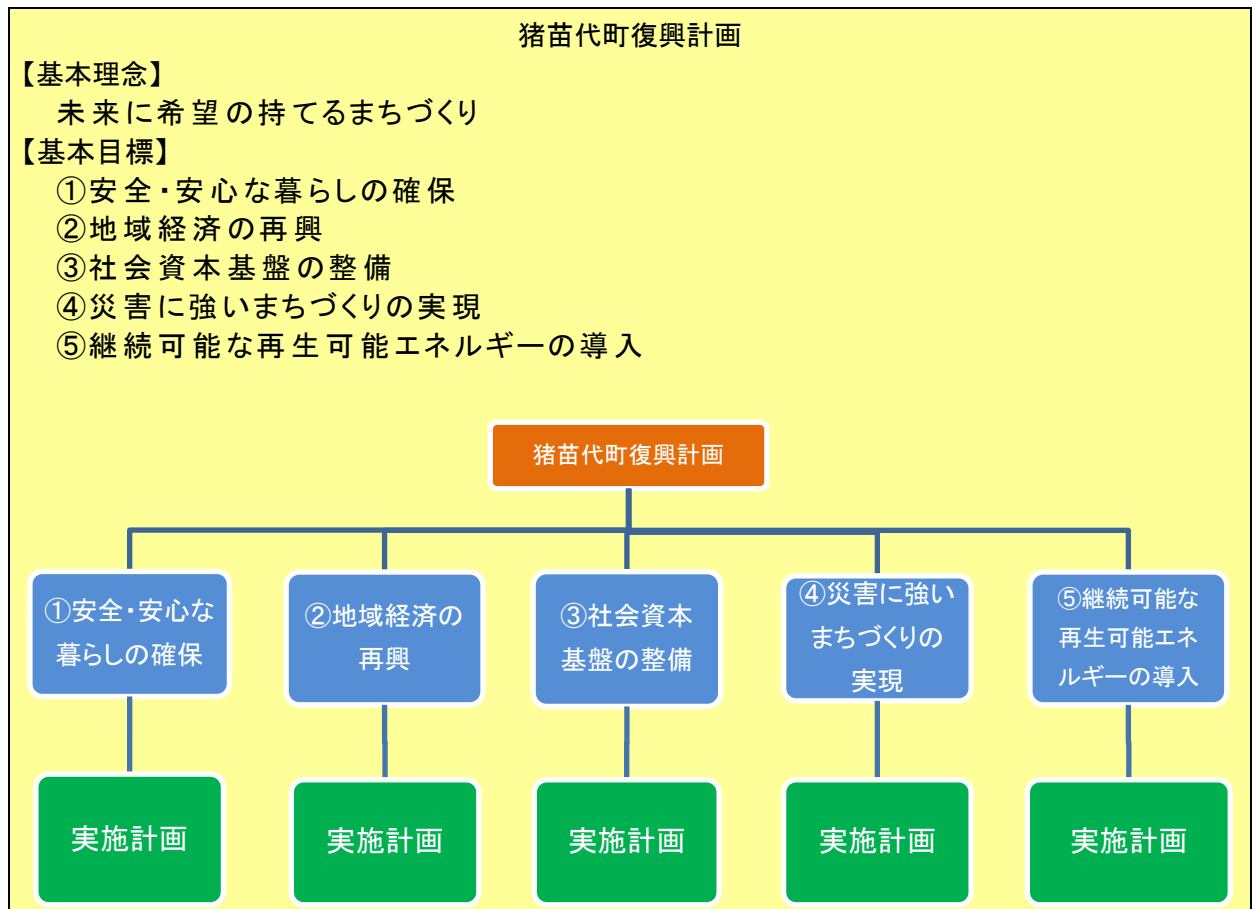 猪苗代町復興計画
【基本理念】
未来に希望の持てるまちづくり
【基本目標】
①安全・安心な暮らしの確保
②地域経済の再興
③社会資本基盤の整備
④災害に強いまちづくりの実現
⑤継続可能な再生可能エネルギーの導入
猪苗代町復興計画
①安全・安心な
暮らしの確保
②地域経済の
再興
③社会資本
基盤の整備
④災害に強い
まちづくりの
実現
⑤継続可能な
再生可能エネ
ルギーの導入
実施計画
実施計画
実施計画
実施計画
実施計画